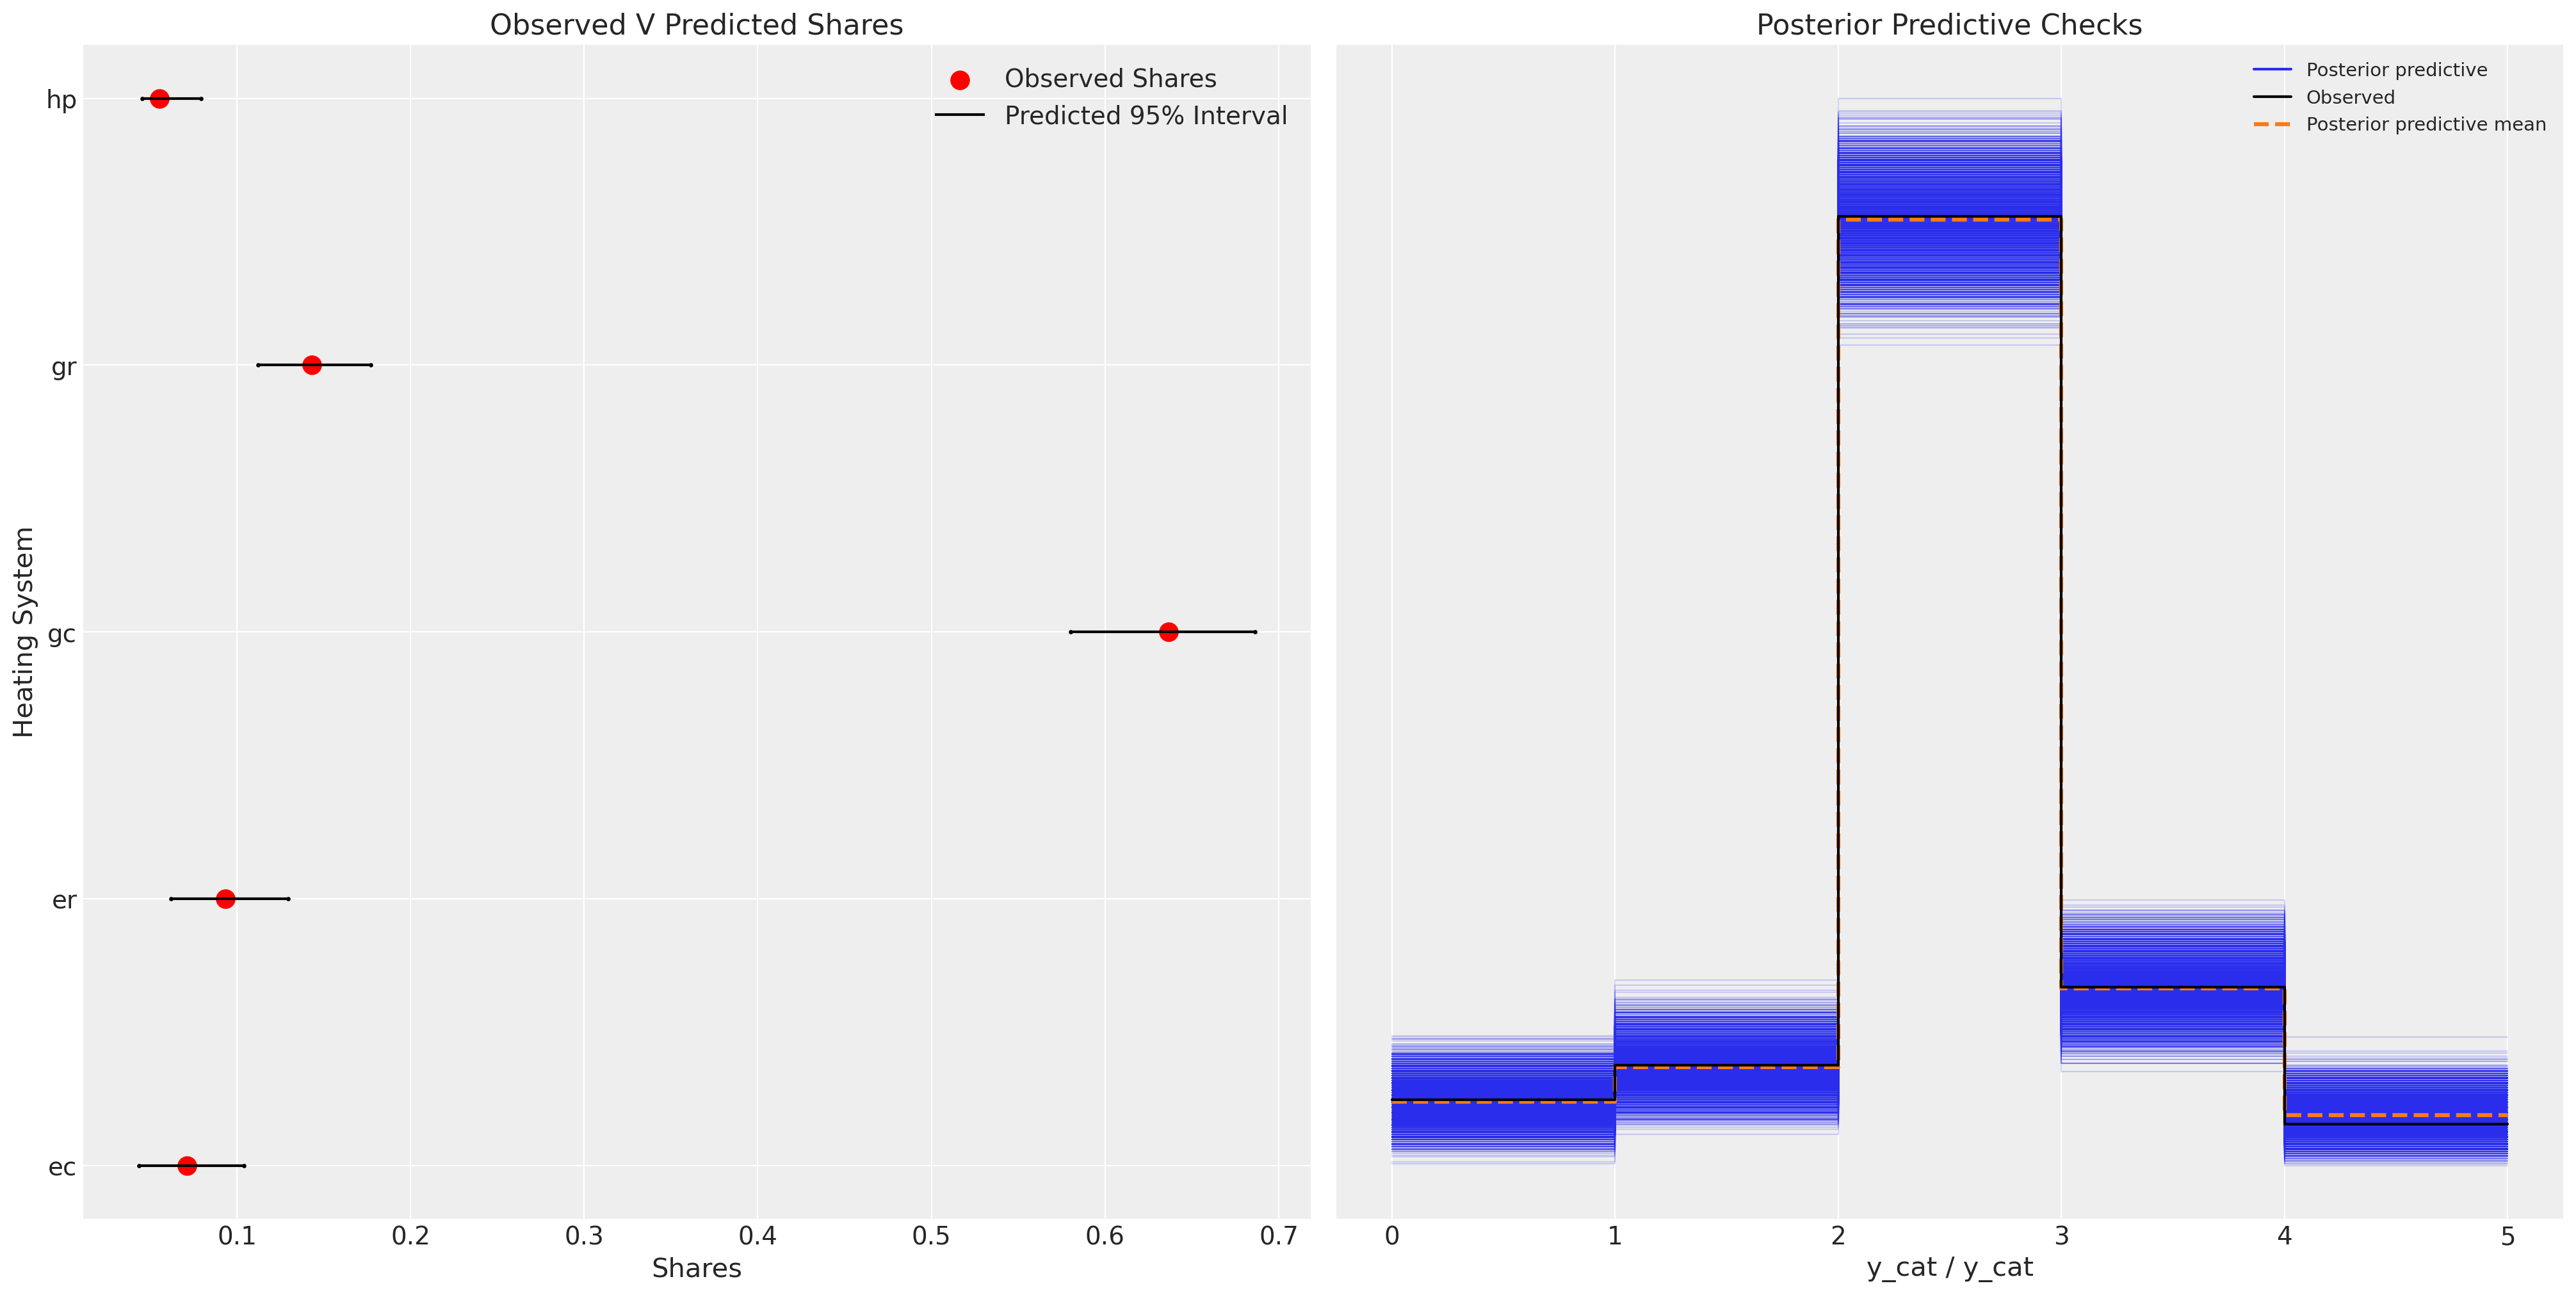 Observed V Predicted Shares
Observed Shares
Predicted 95% Interval
Heating System
hp
gr
gc
er
ec
0.1 0.2 0.3 0.4 0.5 0.6 0.7
Shares
Posterior Predictive Checks
Posterior predictive
Observed
Posterior predictive mean
0 1 2 3 4 5
y_cat / y_cat